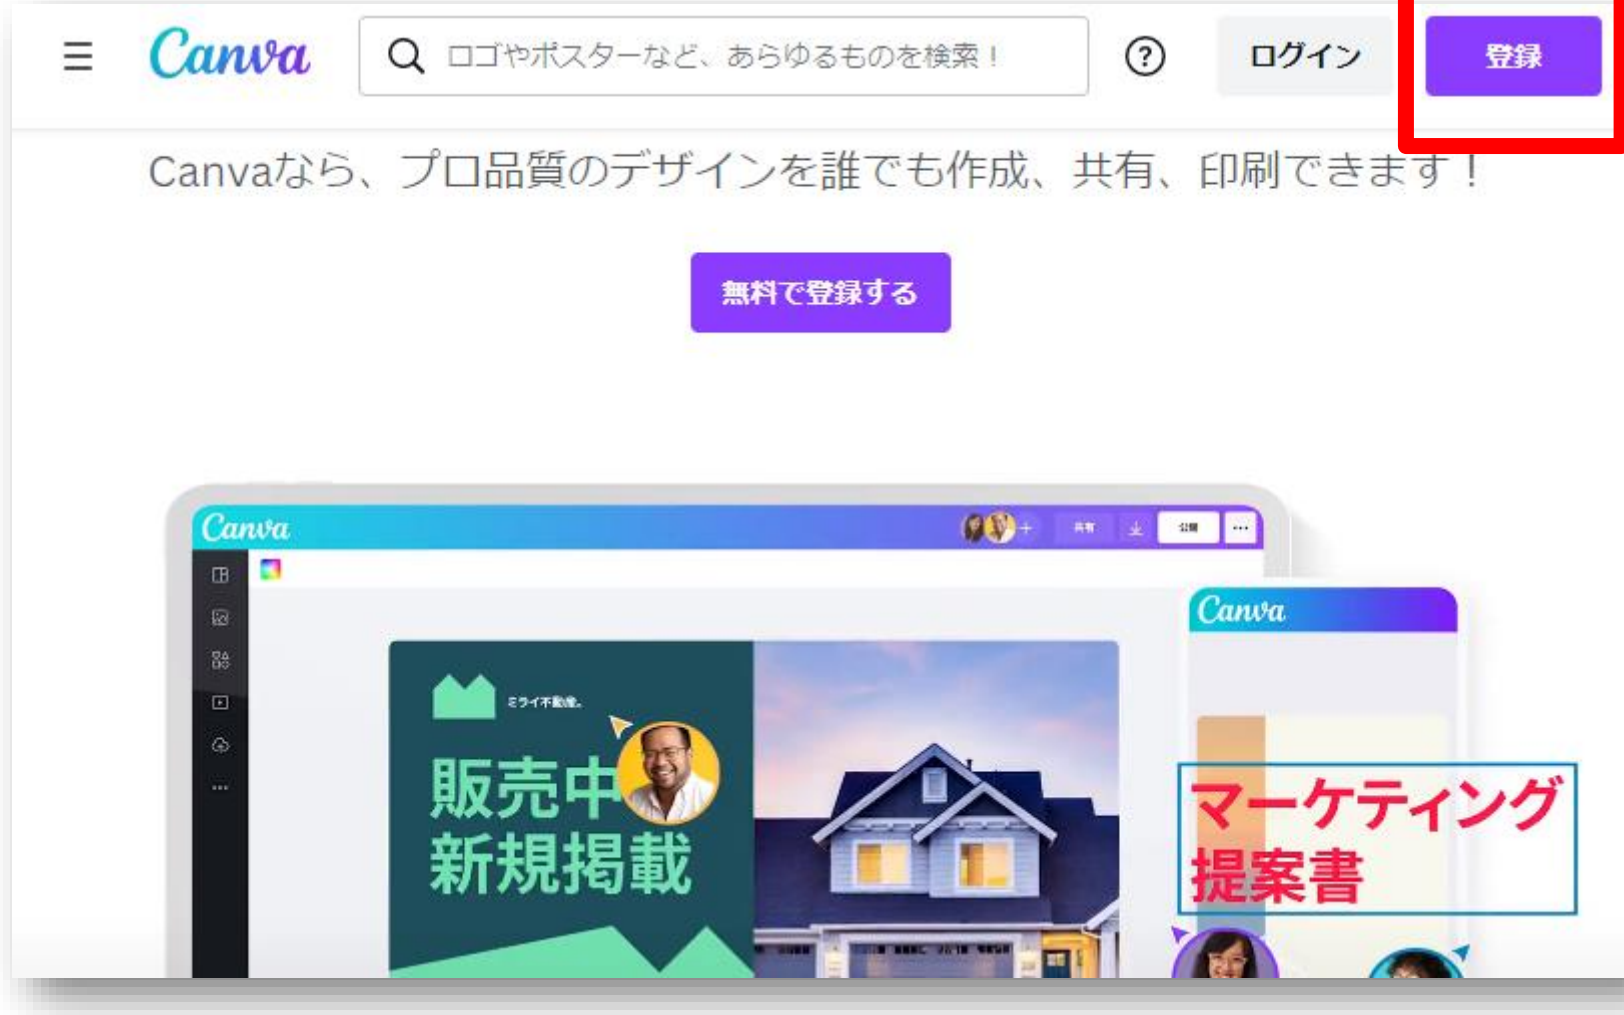 Canva
ロゴやポスターなど、あらゆるものを検索！
?
ログイン
登録
Canvaなら、プロ品質のデザインを誰でも作成、共有、印刷できます！
無料で登録する
Canva
共有
公開
Canva
ミライ不動産。
販売中
新規掲載
マーケティング
提案書